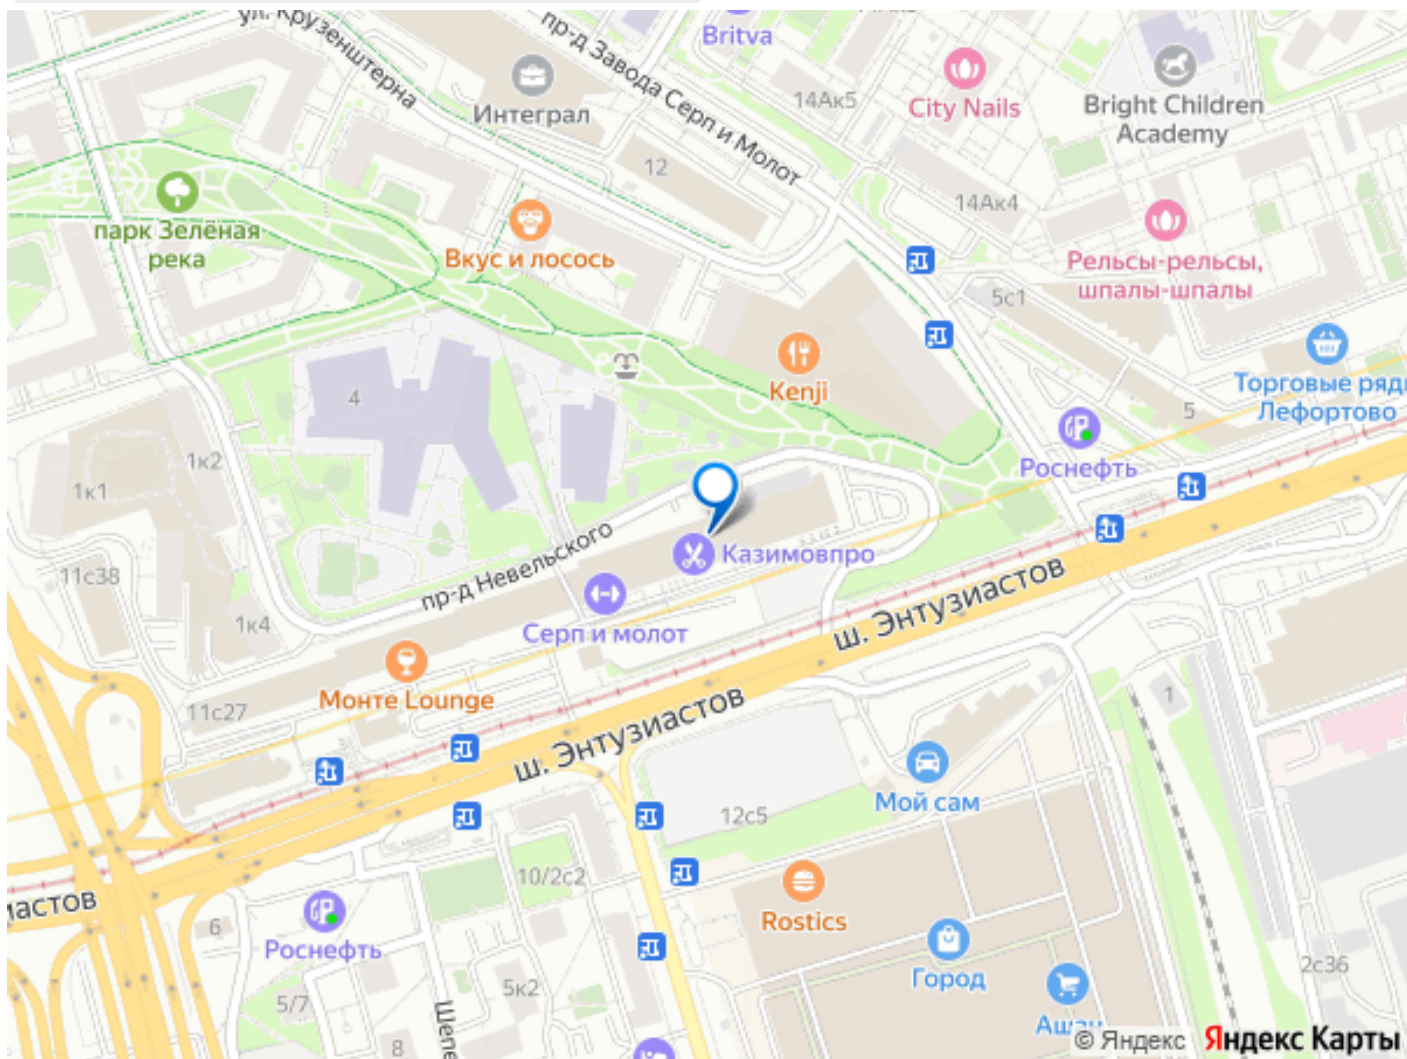 ул. Крузенштерна
пр-д Завода Серп и Молот
Britva
14Ак5
City Nails
Bright Children
Academy
Интеграл
12
14Ак4
парк Зелёная
река
Вкус и лосось
Рельсы-рельсы,
шпалы-шпалы
5с1
Kenji
Торговые ряды
Лефортово
4
5
Роснефть
1к2
1к1
пр-д Невельского
Казимовпро
11с38
1к4
Серп и молот
ш. Энтузиастов
Монте Lounge
11с27
1
ш. Энтузиастов
Мой сам
12с5
10/2с2
Rostics
6
Роснефть
Город
2с36
5/7
5к2
Ашан
8
© Яндекс Яндекс Карты